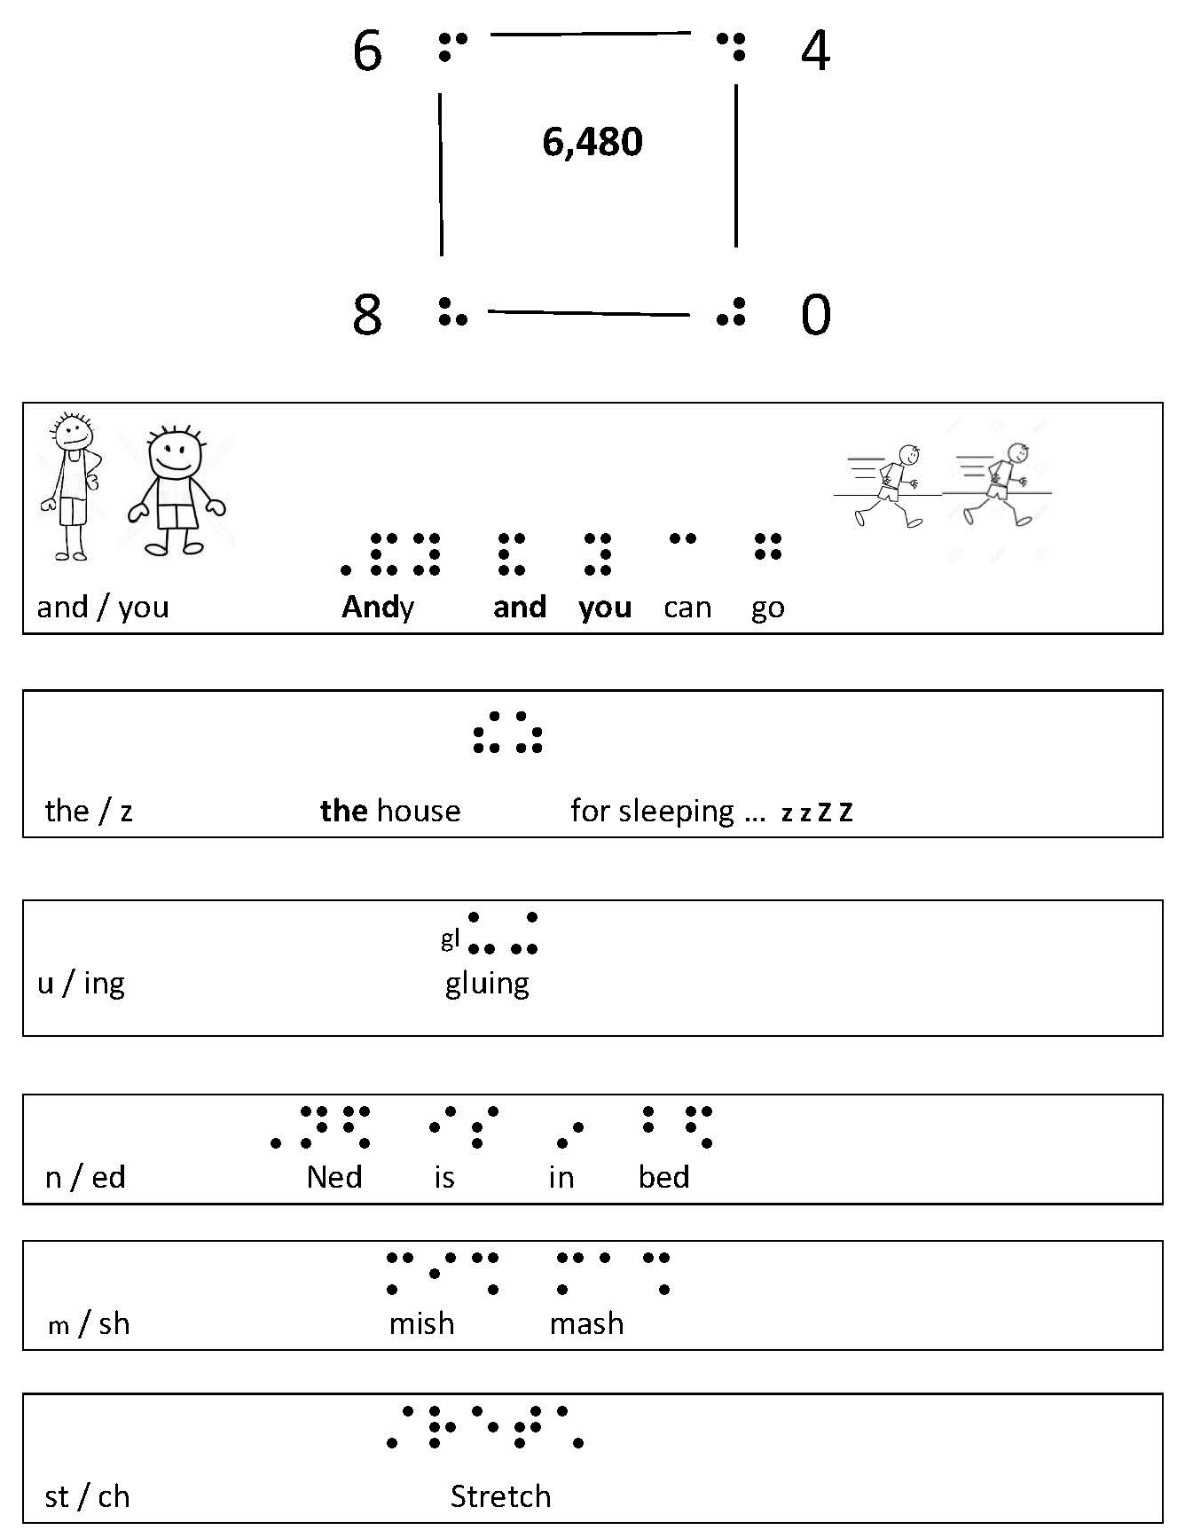 6 ⠋ ⠙ 4
6,480
8 ⠓ ⠚ 0
⠠⠯⠽ ⠯ ⠽ ⠉ ⠛
and / you Andy and you can go
⠮⠵
the / z the house for sleeping ... z z Z Z
gl⠥⠬
u / ing gluing
⠠⠝⠫ ⠊⠎ ⠔ ⠃⠫
n / ed Ned is in bed
⠍⠊⠩ ⠍⠁⠩
m / sh mish mash
⠌⠗⠑⠞⠡
st / ch Stretch